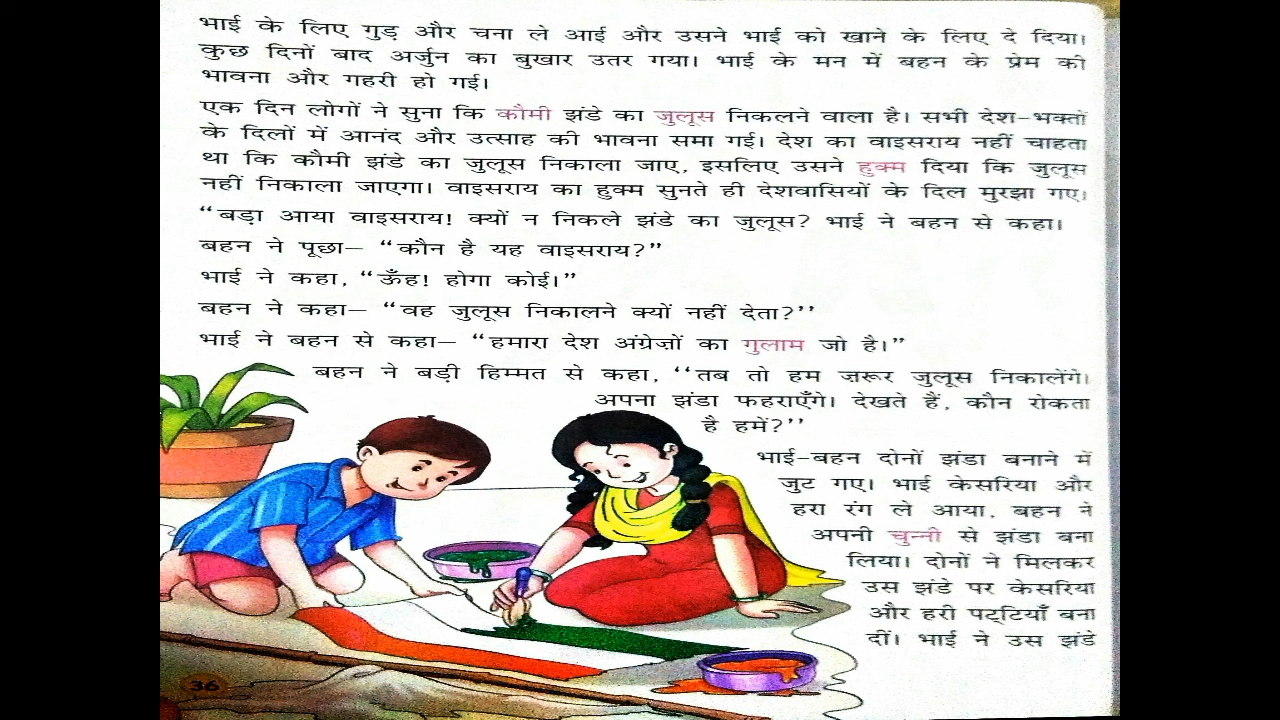 भाई के लिए गुड़ और चना ले आई और उसने भाई को खाने के लिए दे दिया।
कुछ दिनों बाद अर्जुन का बुखार उतर गया। भाई के मन में बहन के प्रेम की
भावना और गहरी हो गई।
एक दिन लोगों ने सुना कि कौमी झंडे का जुलूस निकलने वाला है। सभी देश-भक्तों
के दिलों में आनंद और उत्साह की भावना समा गई। देश का वाइसराय नहीं चाहता
था कि कौमी झंडे का जुलूस निकाला जाए, इसलिए उसने हुक्म दिया कि जुलूस
नहीं निकाला जाएगा। वाइसराय का हुक्म सुनते ही देशवासियों के दिल मुरझा गए।
“बड़ा आया वाइसराय! क्यों न निकले झंडे का जुलूस? भाई ने बहन से कहा।
बहन ने पूछा— “कौन है यह वाइसराय?”
भाई ने कहा, “ऊँह! होगा कोई।”
बहन ने कहा— “वह जुलूस निकालने क्यों नहीं देता?’’
भाई ने बहन से कहा— “हमारा देश अंग्रेज़ों का गुलाम जो है।”
बहन ने बड़ी हिम्मत से कहा, ‘‘तब तो हम ज़रूर जुलूस निकालेंगे।
अपना झंडा फहराएँगे। देखते हैं, कौन रोकता
है हमें?’’
भाई-बहन दोनों झंडा बनाने में
जुट गए। भाई केसरिया और
हरा रंग ले आया, बहन ने
अपनी चुन्नी से झंडा बना
लिया। दोनों ने मिलकर
उस झंडे पर केसरिया
और हरी पट्टियाँ बना
दीं। भाई ने उस झंडे
36